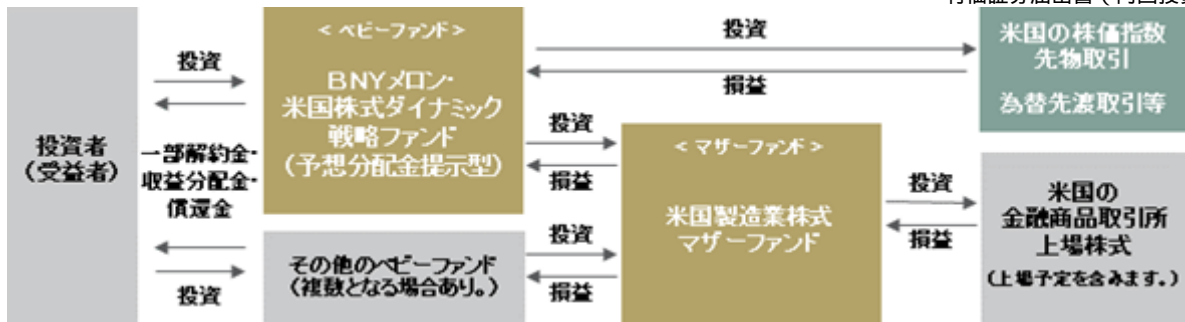 投資者
(受益者)
投資
一部解約金・
収益分配金・
償還金
投資
＜ベビーファンド＞
BNYメロン・
米国株式ダイナミック
戦略ファンド
(予想分配金提示型)
その他のベビーファンド
(複数となる場合あり。)
投資
損益
投資
損益
投資
損益
＜マザーファンド＞
米国製造業株式
マザーファンド
投資
損益
米国の株価指数
先物取引
為替先渡取引等
米国の
金融商品取引所
上場株式
(上場予定を含みます。)